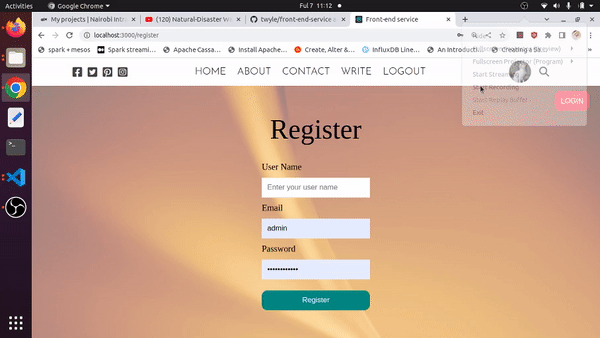 Activities
Google Chrome
Ful 7 11:12
My projects | Nairobi Intra
(120) Natural-Disaster W
twyle/front-end-service a
Front-end service
localhost:3000/register
spark + mesos
Spark streami...
Apache Cassa...
Install Apache...
Create, Alter &...
InfluxDB Line...
An Introducti...
Creating a Sa...
HOME ABOUT CONTACT WRITE LOGOUT
Fullscreen Projector (Program)
Start Stream
Start Recording
Start Replay Buffer
Exit
LOGIN
Register
User Name
Enter your user name
Email
admin
Password
Register